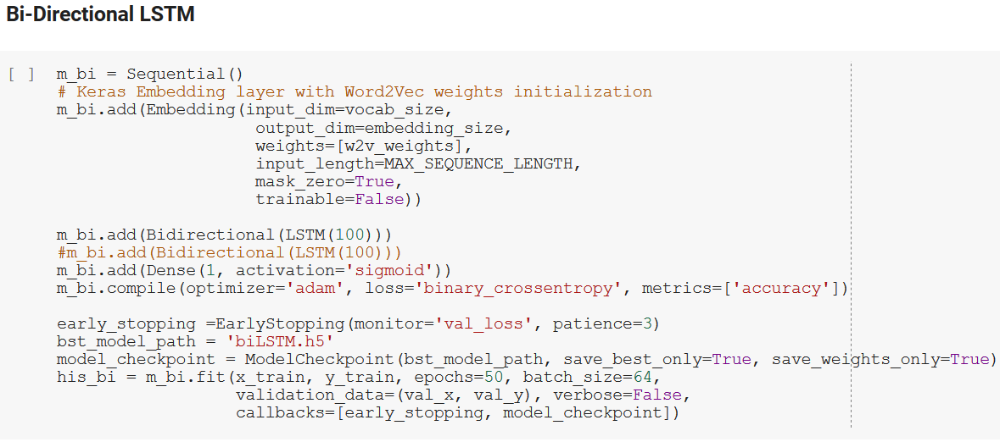 Bi-Directional LSTM
[ ] m_bi = Sequential()
# Keras Embedding layer with Word2Vec weights initialization
m_bi.add(Embedding(input_dim=vocab_size,
output_dim=embedding_size,
weights=[w2v_weights],
input_length=MAX_SEQUENCE_LENGTH,
mask_zero=True,
trainable=False))
m_bi.add(Bidirectional(LSTM(100)))
#m_bi.add(Bidirectional(LSTM(100)))
m_bi.add(Dense(1, activation='sigmoid'))
m_bi.compile(optimizer='adam', loss='binary_crossentropy', metrics=['accuracy'])
early_stopping =EarlyStopping(monitor='val_loss', patience=3)
bst_model_path = 'biLSTM.h5'
model_checkpoint = ModelCheckpoint(bst_model_path, save_best_only=True, save_weights_only=True)
his_bi = m_bi.fit(x_train, y_train, epochs=50, batch_size=64,
validation_data=(val_x, val_y), verbose=False,
callbacks=[early_stopping, model_checkpoint])